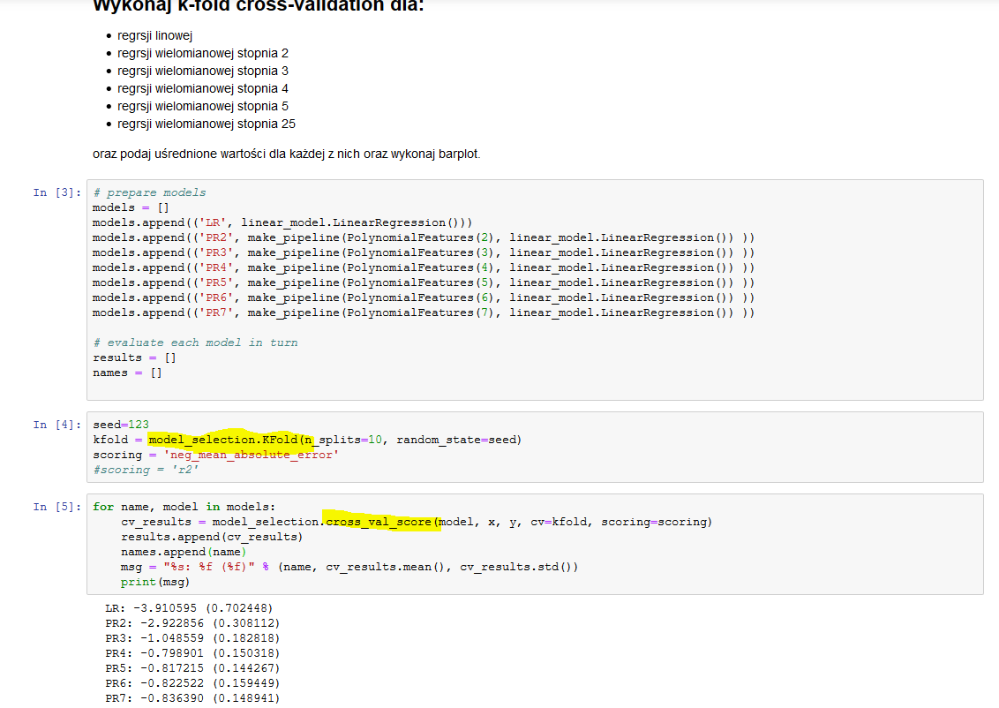 Wykonaj k-fold cross-validation dla:
• regrsji linowej
• regrsji wielomianowej stopnia 2
• regrsji wielomianowej stopnia 3
• regrsji wielomianowej stopnia 4
• regrsji wielomianowej stopnia 5
• regrsji wielomianowej stopnia 25
oraz podaj uśrednione wartości dla każdej z nich oraz wykonaj barplot.
In [3]: # prepare models
models = []
models.append(('LR', linear_model.LinearRegression()))
models.append(('PR2', make_pipeline(PolynomialFeatures(2), linear_model.LinearRegression()) ))
models.append(('PR3', make_pipeline(PolynomialFeatures(3), linear_model.LinearRegression()) ))
models.append(('PR4', make_pipeline(PolynomialFeatures(4), linear_model.LinearRegression()) ))
models.append(('PR5', make_pipeline(PolynomialFeatures(5), linear_model.LinearRegression()) ))
models.append(('PR6', make_pipeline(PolynomialFeatures(6), linear_model.LinearRegression()) ))
models.append(('PR7', make_pipeline(PolynomialFeatures(7), linear_model.LinearRegression()) ))
# evaluate each model in turn
results = []
names = []
In [4]: seed=123
kfold = model_selection.KFold(n_splits=10, random_state=seed)
scoring = 'neg_mean_absolute_error'
#scoring = 'r2'
In [5]: for name, model in models:
cv_results = model_selection.cross_val_score(model, x, y, cv=kfold, scoring=scoring)
results.append(cv_results)
names.append(name)
msg = "%s: %f (%f)" % (name, cv_results.mean(), cv_results.std())
print(msg)
LR: -3.910595 (0.702448)
PR2: -2.922856 (0.308112)
PR3: -1.048559 (0.182818)
PR4: -0.798901 (0.150318)
PR5: -0.817215 (0.144267)
PR6: -0.822522 (0.159449)
PR7: -0.836390 (0.148941)